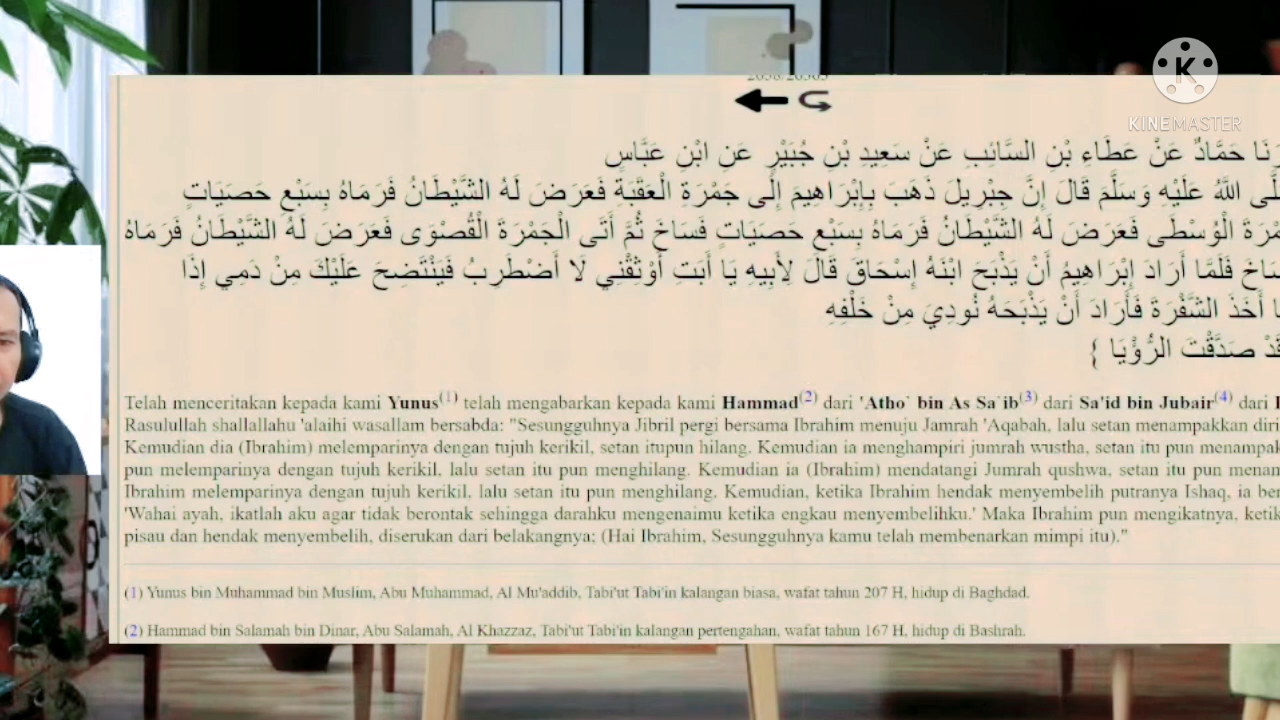 KINEMASTER
رَنَا حَمَّادٌ عَنْ عَطَاءِ بْنِ السَّائِبِ عَنْ سَعِيدِ بْنِ جُبَيْرٍ عَنِ ابْنِ عَبَّاسٍ
لَّى اللَّهُ عَلَيْهِ وَسَلَّمَ قَالَ إِنَّ جِبْرِيلَ ذَهَبَ بِإِبْرَاهِيمَ إِلَى جَمْرَةِ الْعَقَبَةِ فَعَرَضَ لَهُ الشَّيْطَانُ فَرَمَاهُ بِسَبْعِ حَصَيَاتٍ
مْرَةَ الْوُسْطَى فَعَرَضَ لَهُ الشَّيْطَانُ فَرَمَاهُ بِسَبْعِ حَصَيَاتٍ فَسَاخَ ثُمَّ أَتَى الْجَمْرَةَ الْقُصْوَى فَعَرَضَ لَهُ الشَّيْطَانُ فَرَمَاهُ
سَاخَ فَلَمَّا أَرَادَ إِبْرَاهِيمُ أَنْ يَذْبَحَ ابْنَهُ إِسْحَاقَ قَالَ لِأَبِيهِ يَا أَبَتِ أَوْثِقْنِي لَا أَضْطَرِبُ فَيَنْتَضِحَ عَلَيْكَ مِنْ دَمِي إِذَا
ا أَخَذَ الشَّفْرَةَ فَأَرَادَ أَنْ يَذْبَحَهُ نُودِيَ مِنْ خَلْفِهِ
قَدْ صَدَّقْتَ الرُّؤْيَا }
Telah menceritakan kepada kami Yunus(1) telah mengabarkan kepada kami Hammad(2) dari 'Atho` bin As Sa`ib(3) dari Sa'id bin Jubair(4) dari
Rasulullah shallallahu 'alaihi wasallam bersabda: "Sesungguhnya Jibril pergi bersama Ibrahim menuju Jamrah 'Aqabah, lalu setan menampakkan diri
Kemudian dia (Ibrahim) melemparinya dengan tujuh kerikil, setan itupun hilang. Kemudian ia menghampiri jumrah wustha, setan itu pun menampak
pun melemparinya dengan tujuh kerikil, lalu setan itu pun menghilang. Kemudian ia (Ibrahim) mendatangi Jumrah qushwa, setan itu pun menam
Ibrahim melemparinya dengan tujuh kerikil, lalu setan itu pun menghilang. Kemudian, ketika Ibrahim hendak menyembelih putranya Ishaq, ia ber
'Wahai ayah, ikatlah aku agar tidak berontak sehingga darahku mengenaimu ketika engkau menyembelihku.' Maka Ibrahim pun mengikatnya, ketik
pisau dan hendak menyembelih, diserukan dari belakangnya; (Hai Ibrahim, Sesungguhnya kamu telah membenarkan mimpi itu)."
(1) Yunus bin Muhammad bin Muslim, Abu Muhammad, Al Mu'addib, Tabi'ut Tabi'in kalangan biasa, wafat tahun 207 H, hidup di Baghdad.
(2) Hammad bin Salamah bin Dinar, Abu Salamah, Al Khazzaz, Tabi'ut Tabi'in kalangan pertengahan, wafat tahun 167 H, hidup di Bashrah.